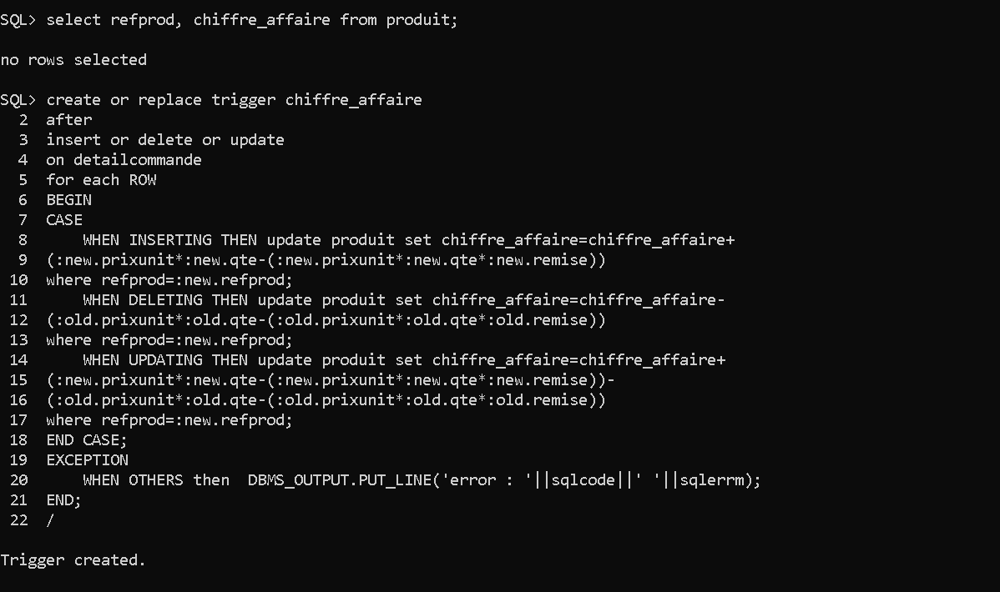 SQL> select refprod, chiffre_affaire from produit;
no rows selected
SQL> create or replace trigger chiffre_affaire
2 after
3 insert or delete or update
4 on detailcommande
5 for each ROW
6 BEGIN
7 CASE
8 WHEN INSERTING THEN update produit set chiffre_affaire=chiffre_affaire+
9 (:new.prixunit*:new.qte-(:new.prixunit*:new.qte*:new.remise))
10 where refprod=:new.refprod;
11 WHEN DELETING THEN update produit set chiffre_affaire=chiffre_affaire-
12 (:old.prixunit*:old.qte-(:old.prixunit*:old.qte*:old.remise))
13 where refprod=:new.refprod;
14 WHEN UPDATING THEN update produit set chiffre_affaire=chiffre_affaire+
15 (:new.prixunit*:new.qte-(:new.prixunit*:new.qte*:new.remise))-
16 (:old.prixunit*:old.qte-(:old.prixunit*:old.qte*:old.remise))
17 where refprod=:new.refprod;
18 END CASE;
19 EXCEPTION
20 WHEN OTHERS then  DBMS_OUTPUT.PUT_LINE('error : '||sqlcode||' '||sqlerrm);
21 END;
22 /
Trigger created.